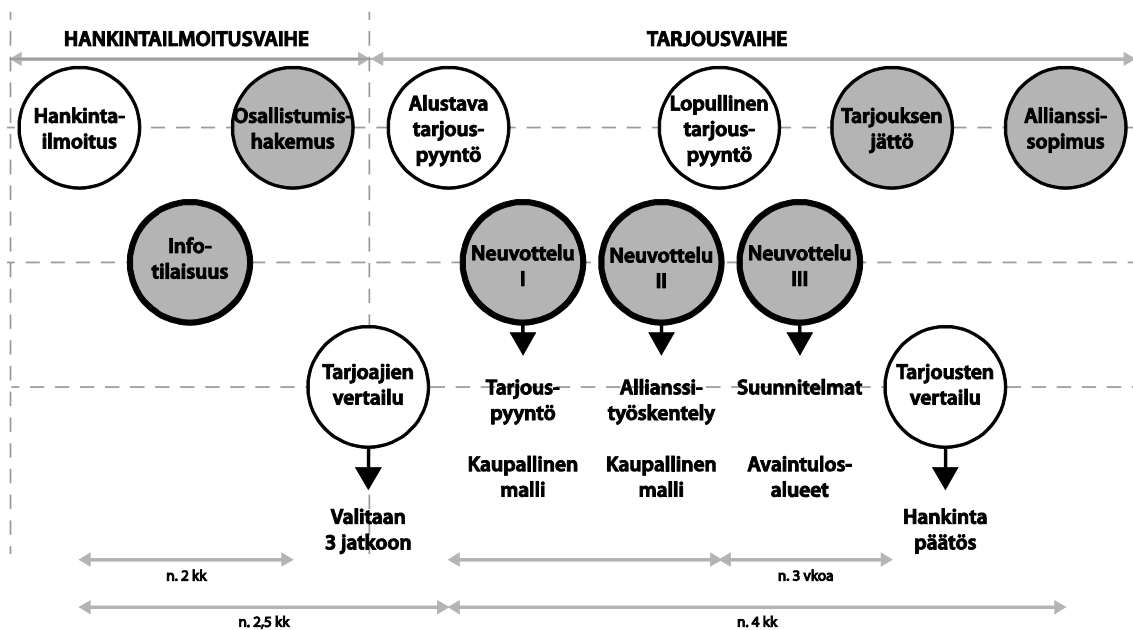 HANKINTAILMOITUSVAIHE
TARJOUSVAIHE
Hankinta-
ilmoitus
Osallistumis-
hakemus
Alustava
tarjous-
pyyntö
Lopullinen
tarjous-
pyyntö
Tarjouksen
jättö
Allianssi-
sopimus
Info-
tilaisuus
Neuvottelu
I
Neuvottelu
II
Neuvottelu
III
Tarjoajien
vertailu
Tarjous-
pyyntö
Allianssi-
työskentely
Suunnitelmat
Tarjousten
vertailu
Kaupallinen
malli
Kaupallinen
malli
Avaintulos-
alueet
Valitaan
3 jatkoon
Hankinta
päätös
n. 2 kk
n. 3 vkoa
n. 2,5 kk
n. 4 kk